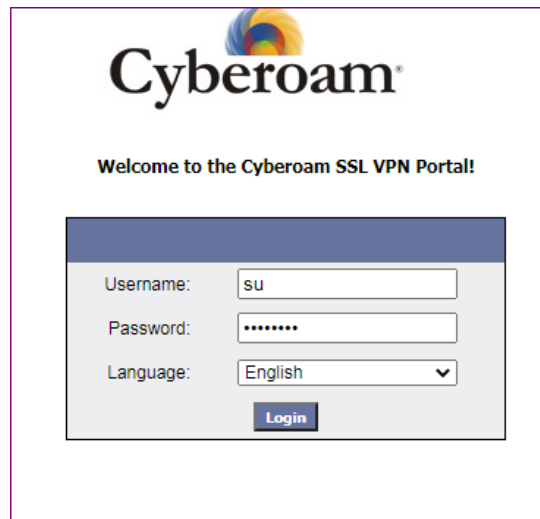 Cyberoam®
Welcome to the Cyberoam SSL VPN Portal!
Username: su
Password: ••••••••
Language: English
Login